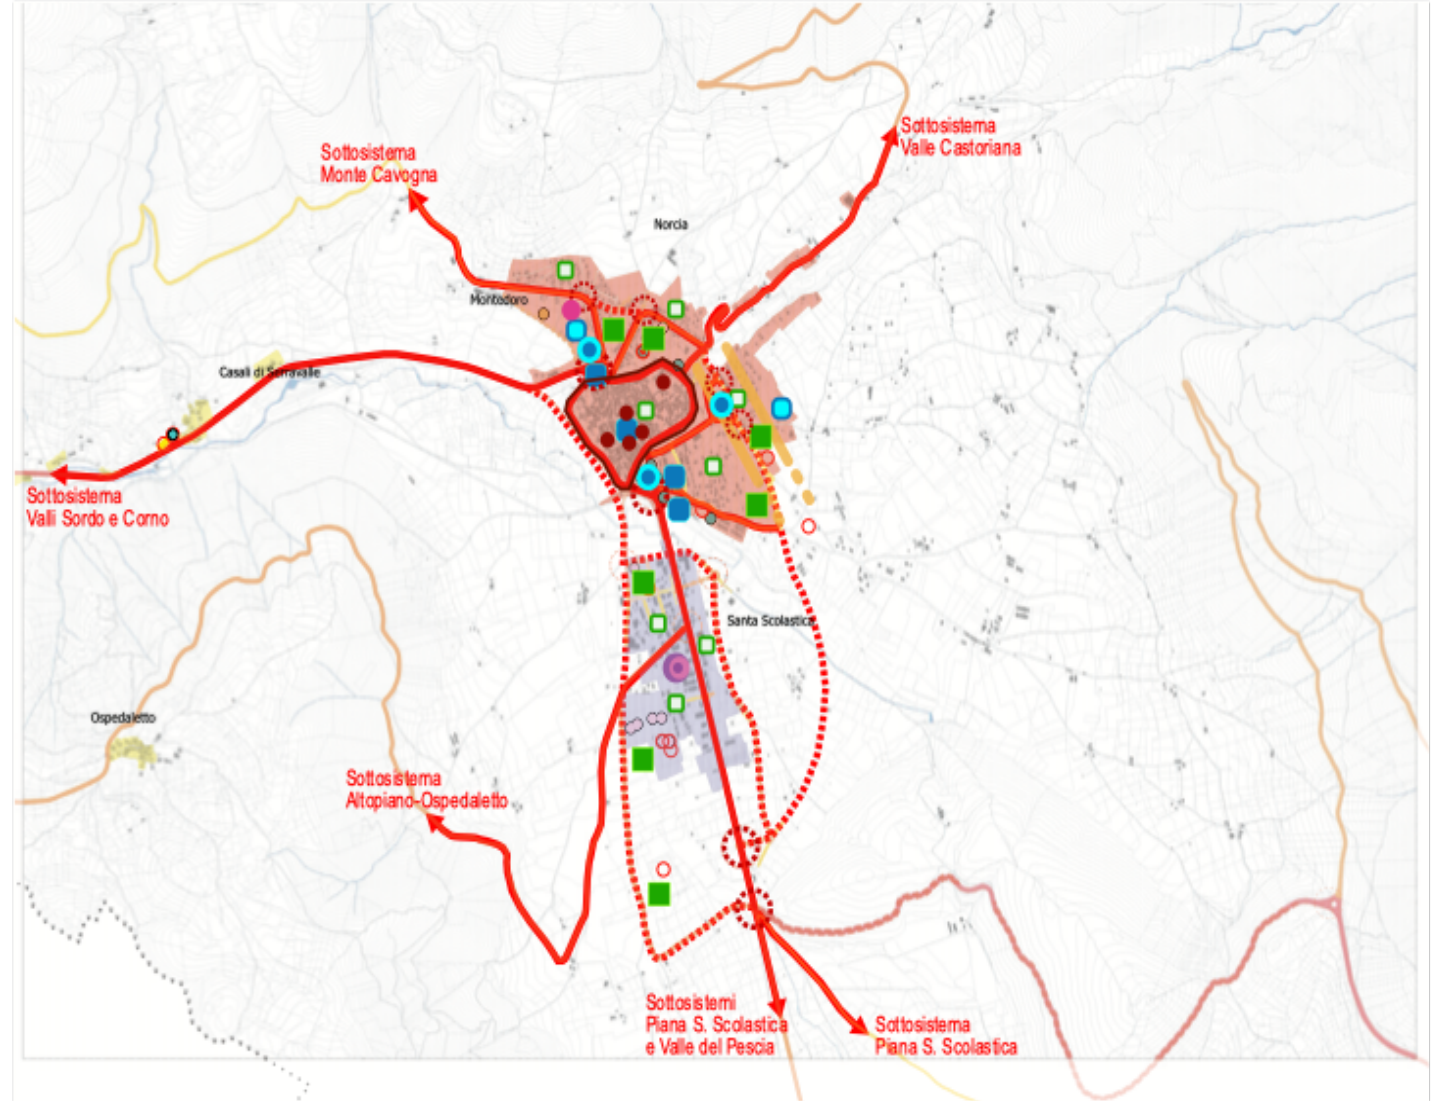 Sottosistema
Valle Castoriana
Sottosistema
Monte Cavogna
Norcia
Montedoro
Casali di Serravalle
Sottosistema
Valli Sordo e Corno
Santa Scolastica
Ospedaletto
Sottosistema
Altopiano-Ospedaletto
Sottosistemi
Piana S. Scolastica
e Valle del Pescia
Sottosistema
Piana S. Scolastica